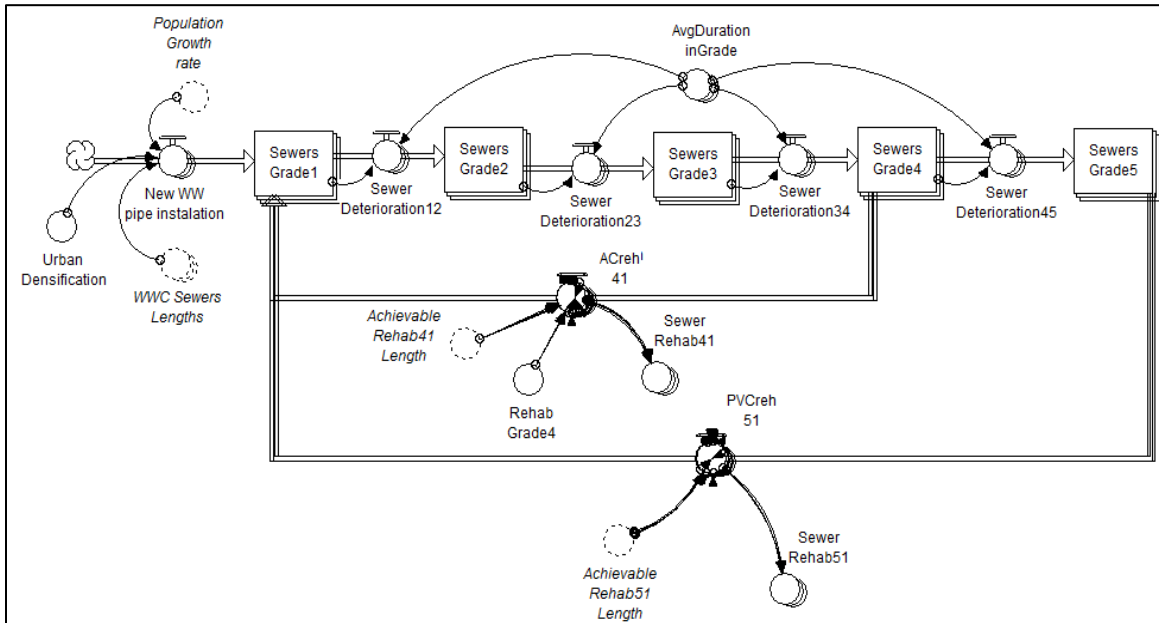 Population
Growth
rate
AvgDuration
inGrade
Sewers
Grade1
Sewers
Grade2
Sewers
Grade3
Sewers
Grade4
Sewers
Grade5
New WW
pipe instalation
Sewer
Deterioration12
Sewer
Deterioration23
Sewer
Deterioration34
Sewer
Deterioration45
Urban
Densification
WWC Sewers
Lengths
ACreh
41
Achievable
Rehab41
Length
Sewer
Rehab41
Rehab
Grade4
PVCreh
51
Achievable
Rehab51
Length
Sewer
Rehab51